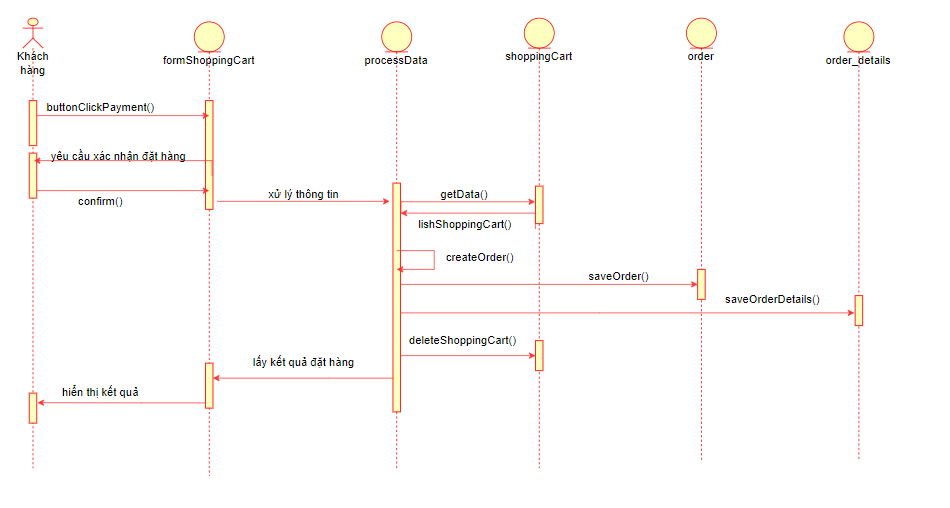 Khách
hàng
formShoppingCart
processData
shoppingCart
order
order_details
buttonClickPayment()
yêu cầu xác nhận đặt hàng
confirm()
xử lý thông tin
getData()
lishShoppingCart()
createOrder()
saveOrder()
saveOrderDetails()
deleteShoppingCart()
lấy kết quả đặt hàng
hiển thị kết quả